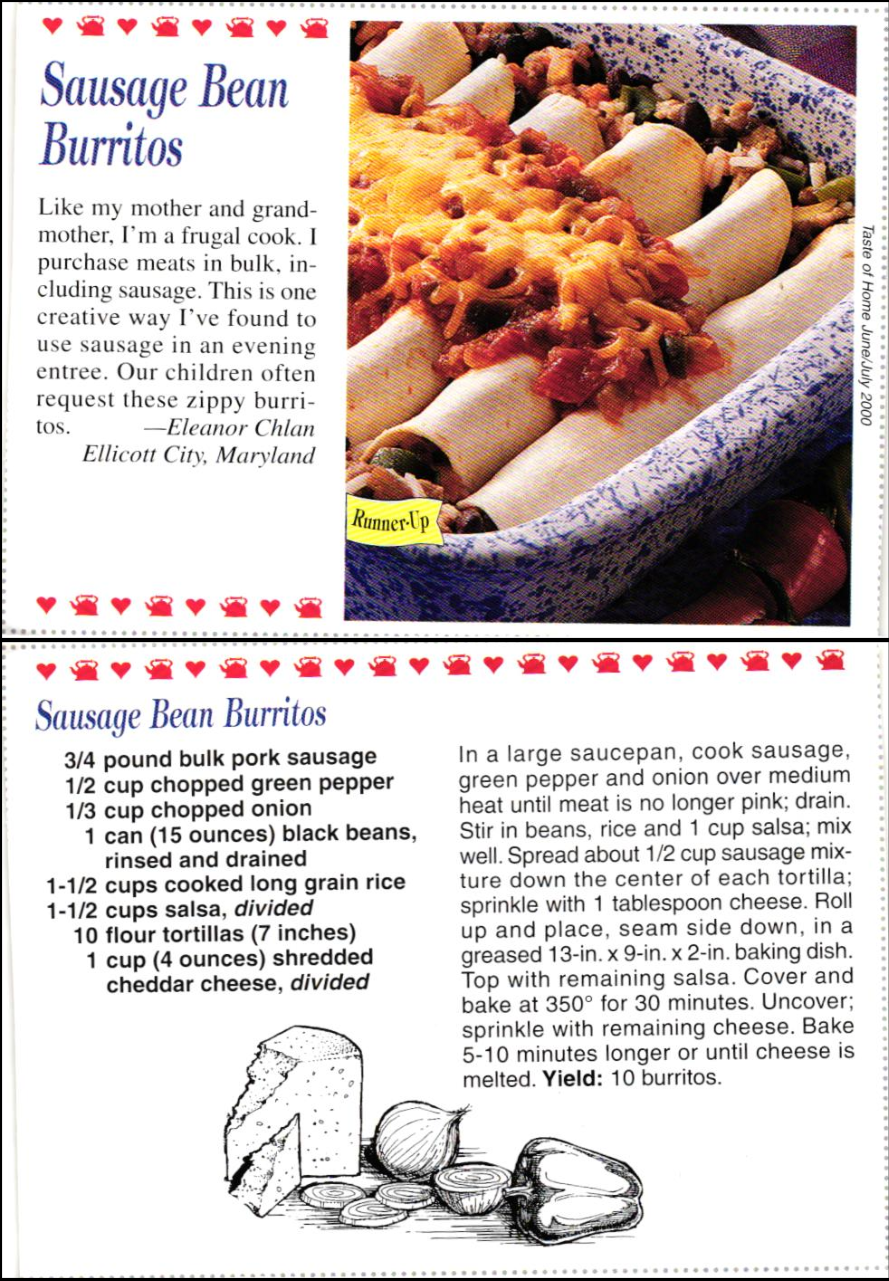 Sausage Bean
Burritos
Like my mother and grand-
mother, I'm a frugal cook. I
purchase meats in bulk, in-
cluding sausage. This is one
creative way I've found to
use sausage in an evening
entree. Our children often
request these zippy burri-
tos. —Eleanor Chlan
Ellicott City, Maryland
Runner-Up
Taste of Home June/July 2000
Sausage Bean Burritos
3/4 pound bulk pork sausage
1/2 cup chopped green pepper
1/3 cup chopped onion
1 can (15 ounces) black beans,
rinsed and drained
1-1/2 cups cooked long grain rice
1-1/2 cups salsa, divided
10 flour tortillas (7 inches)
1 cup (4 ounces) shredded
cheddar cheese, divided
In a large saucepan, cook sausage,
green pepper and onion over medium
heat until meat is no longer pink; drain.
Stir in beans, rice and 1 cup salsa; mix
well. Spread about 1/2 cup sausage mix-
ture down the center of each tortilla;
sprinkle with 1 tablespoon cheese. Roll
up and place, seam side down, in a
greased 13-in. x 9-in. x 2-in. baking dish.
Top with remaining salsa. Cover and
bake at 350° for 30 minutes. Uncover;
sprinkle with remaining cheese. Bake
5-10 minutes longer or until cheese is
melted. Yield: 10 burritos.